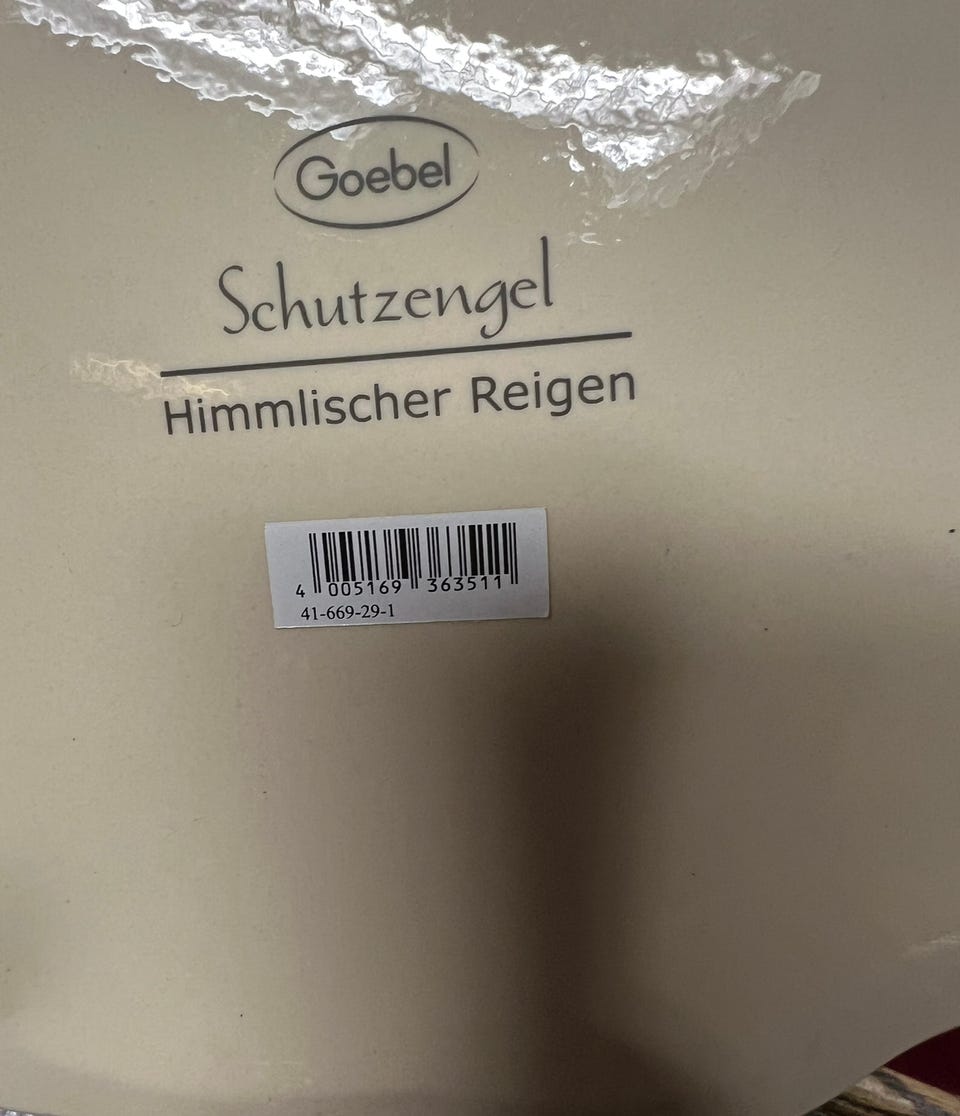 Goebel
Schutzengel
Himmlischer Reigen
4 005169 363511
41-669-29-1